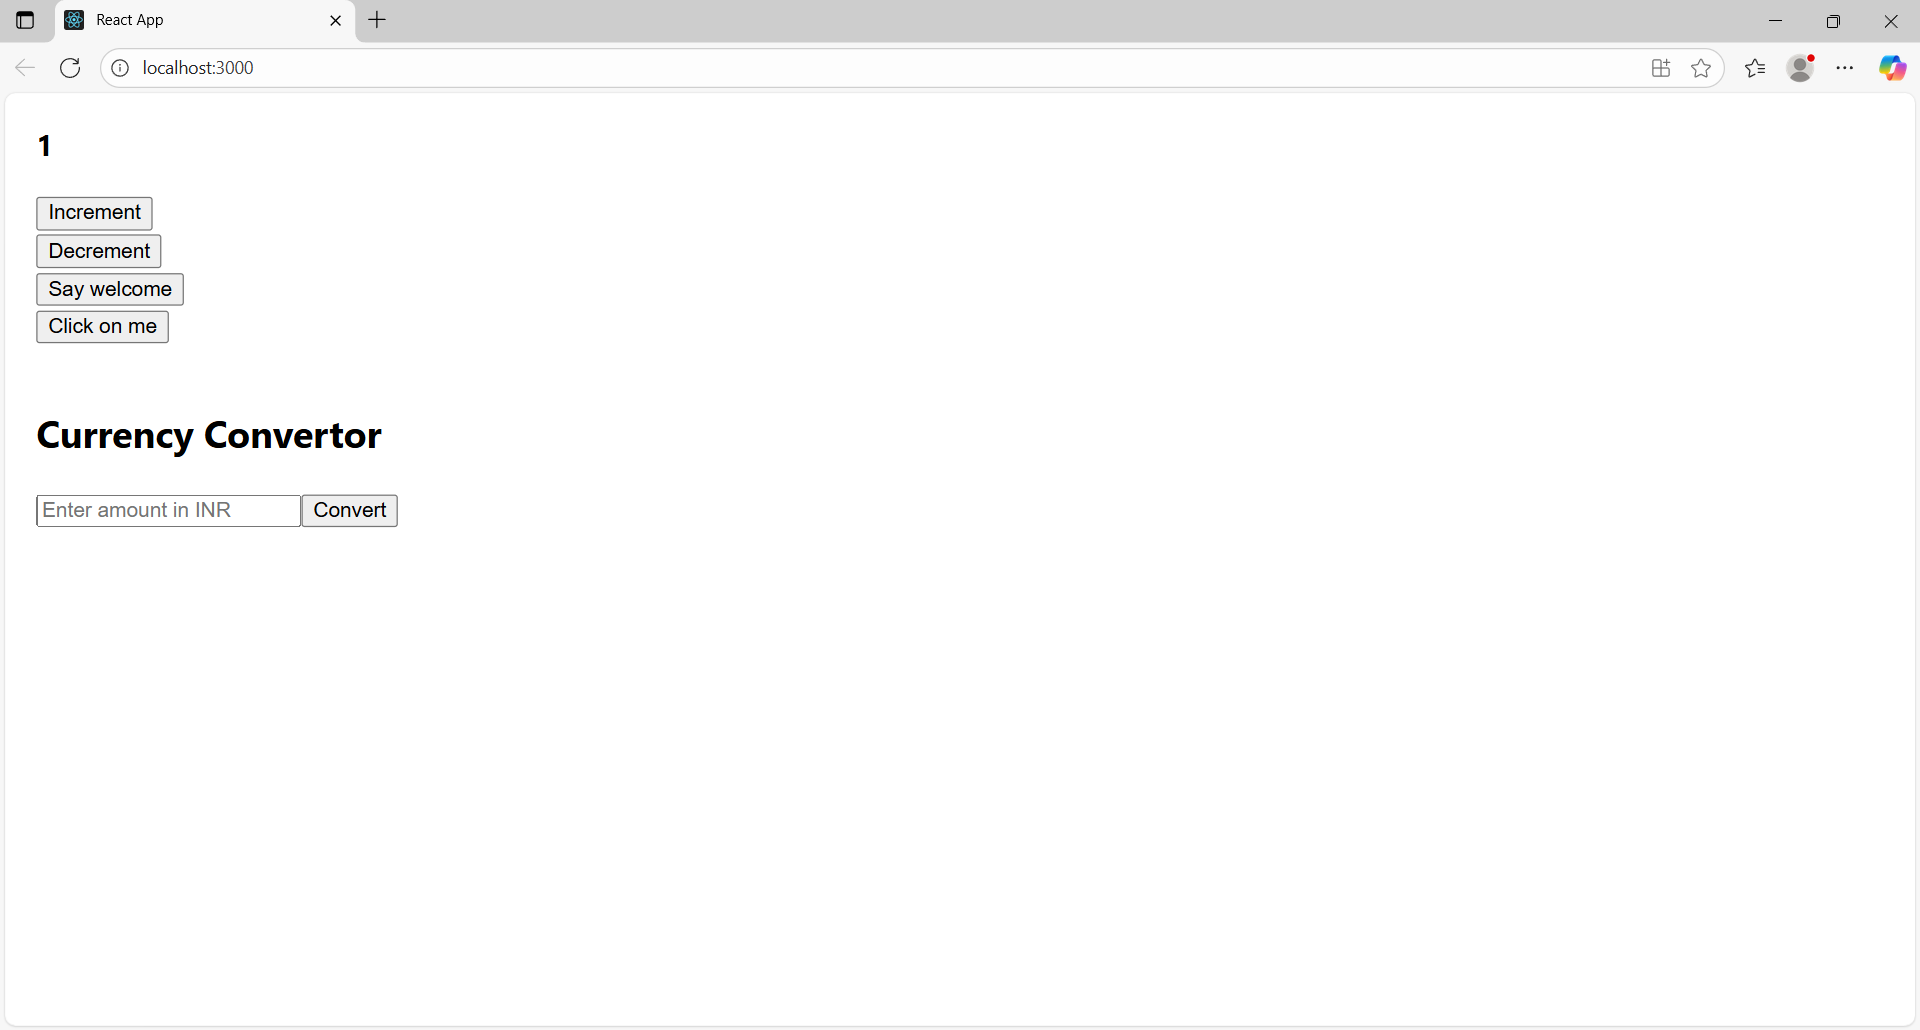 React App
localhost:3000
1
Increment
Decrement
Say welcome
Click on me
Currency Convertor
Enter amount in INR Convert